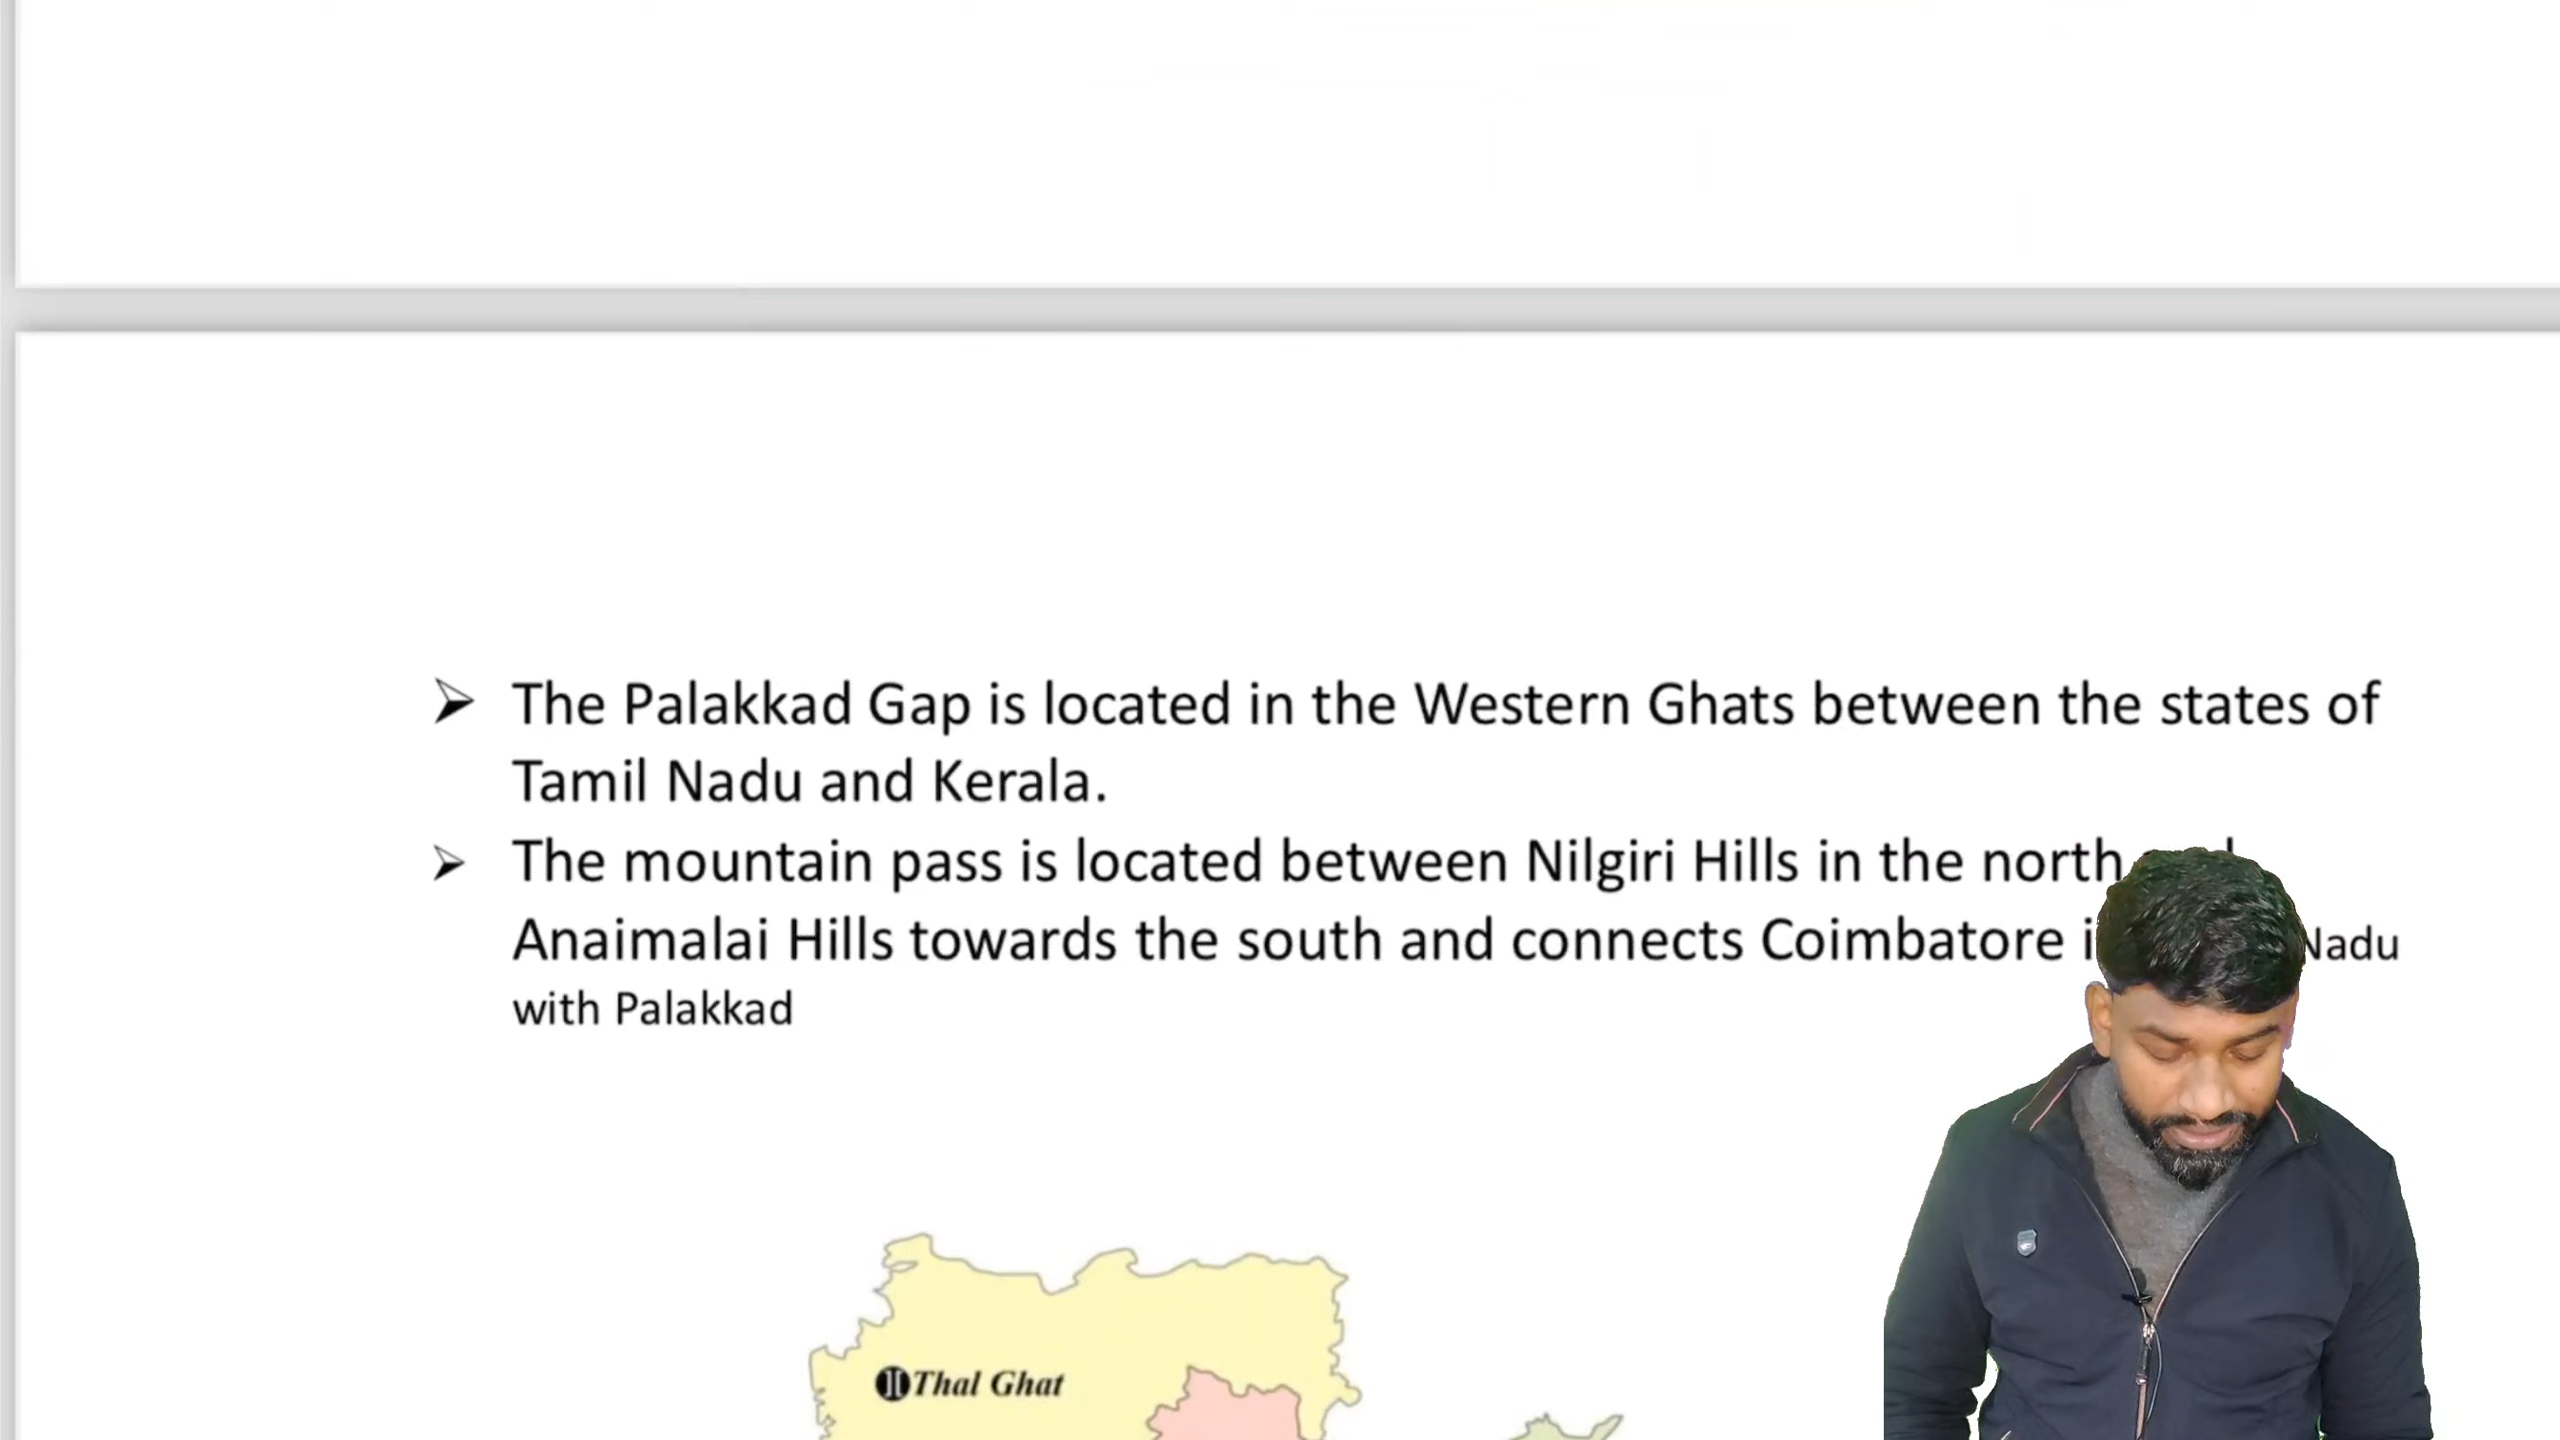 The Palakkad Gap is located in the Western Ghats between the states of
Tamil Nadu and Kerala.
The mountain pass is located between Nilgiri Hills in the north
Anaimalai Hills towards the south and connects Coimbatore Nadu
with Palakkad
Thal Ghat